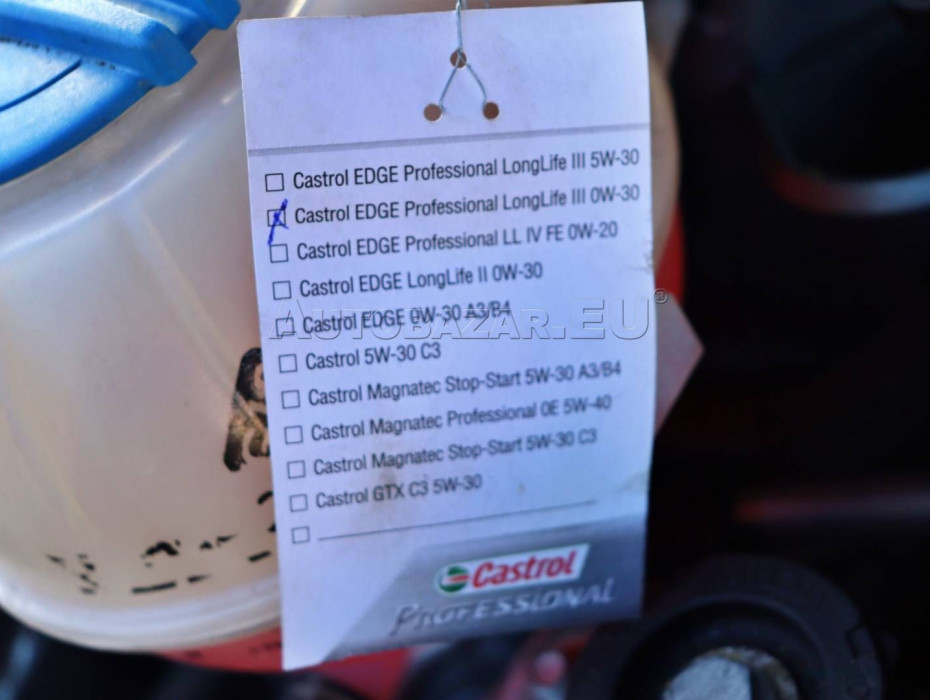 Castrol EDGE Professional LongLife III 5W-30
Castrol EDGE Professional LongLife III 0W-30
Castrol EDGE Professional LL IV FE 0W-20
Castrol EDGE LongLife II 0W-30
Castrol EDGE 0W-30 A3/B4
AUTOBAZAR.EU©
Castrol 5W-30 C3
Castrol Magnatec Stop-Start 5W-30 A3/B4
Castrol Magnatec Professional OE 5W-40
Castrol Magnatec Stop-Start 5W-30 C3
Castrol GTX C3 5W-30
Castrol
PROFESSIONAL